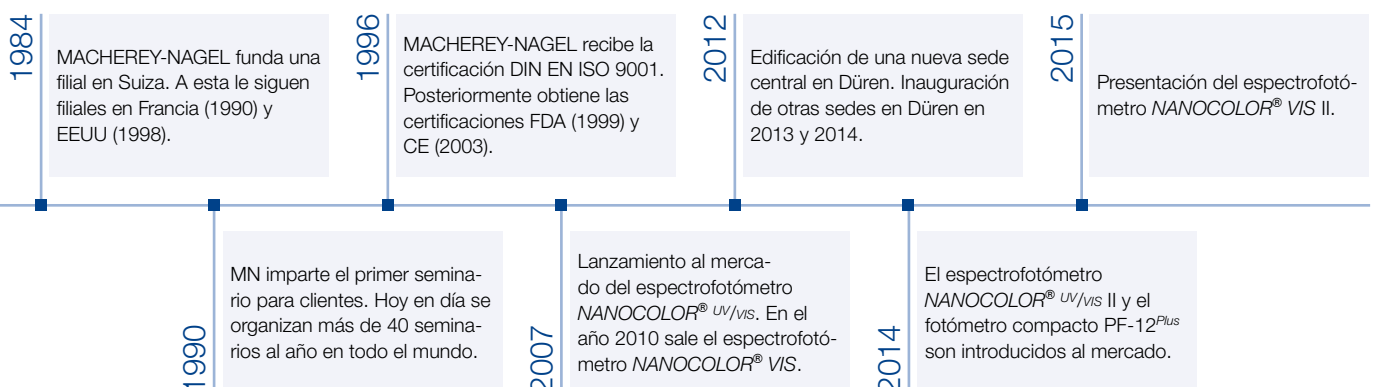 1984
MACHEREY-NAGEL funda una
filial en Suiza. A esta le siguen
filiales en Francia (1990) y
EEUU (1998).
1990
MN imparte el primer semina-
rio para clientes. Hoy en día se
organizan más de 40 semina-
rios al año en todo el mundo.
1996
MACHEREY-NAGEL recibe la
certificación DIN EN ISO 9001.
Posteriormente obtiene las
certificaciones FDA (1999) y
CE (2003).
2007
Lanzamiento al merca-
do del espectrofotómetro
NANOCOLOR® UV/VIS. En el
año 2010 sale el espectrofotó-
metro NANOCOLOR® VIS.
2012
Edificación de una nueva sede
central en Düren. Inauguración
de otras sedes en Düren en
2013 y 2014.
2014
El espectrofotómetro
NANOCOLOR® UV/VIS II y el
fotómetro compacto PF-12Plus
son introducidos al mercado.
2015
Presentación del espectrofotó-
metro NANOCOLOR® VIS II.